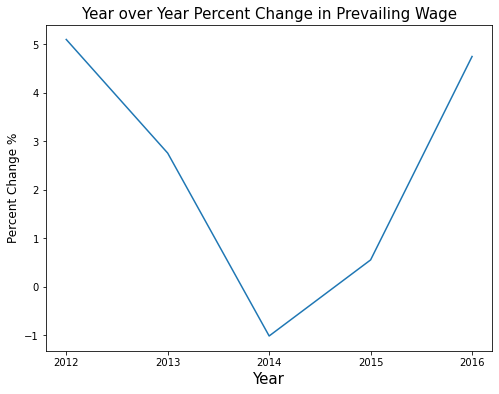 Year over Year Percent Change in Prevailing Wage
Percent Change %
5
4
3
2
1
0
−1
2012 2013 2014 2015 2016
Year